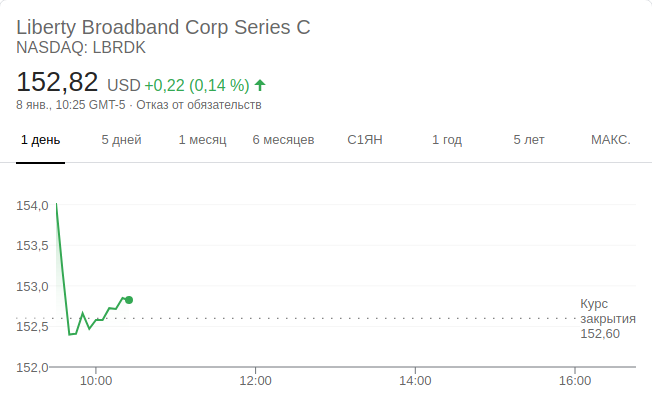 Liberty Broadband Corp Series C
NASDAQ: LBRDK
152,82 USD +0,22 (0,14 %)
8 янв., 10:25 GMT-5 · Отказ от обязательств
1 день 5 дней 1 месяц 6 месяцев С1ЯН 1 год 5 лет МАКС.
154,0
153,5
153,0
152,5
152,0
Курс
закрытия
152,60
10:00 12:00 14:00 16:00